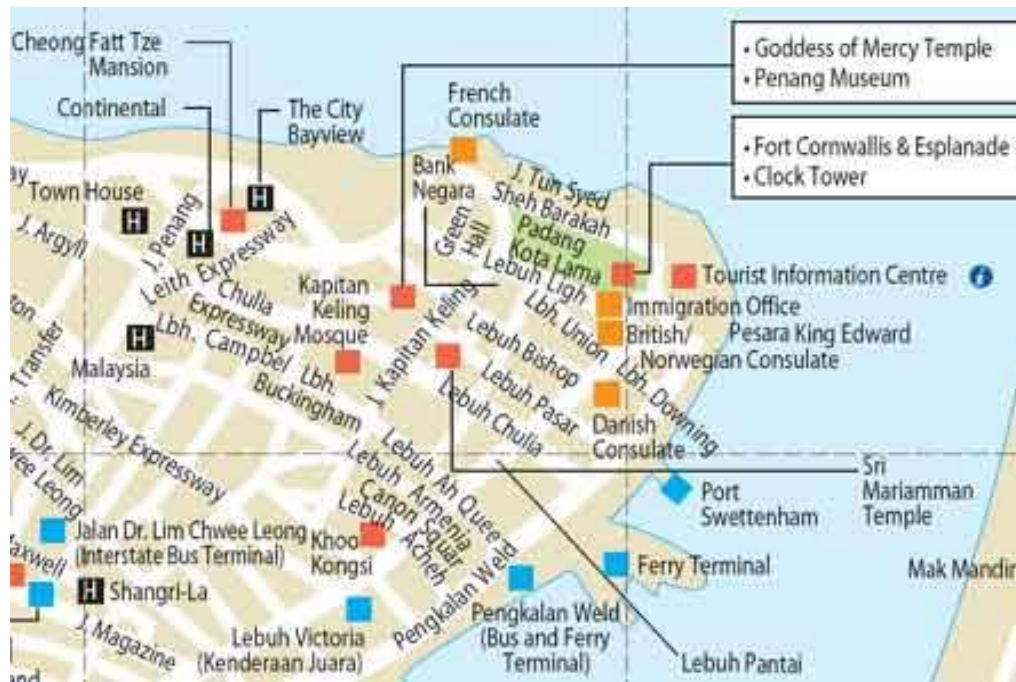 Cheong Fatt Tze
Mansion
Continental
The City
Bayview
French
Consulate
• Goddess of Mercy Temple
• Penang Museum
• Fort Cornwallis & Esplanade
• Clock Tower
Town House
J. Argyll
J. Penang
Leith Expressway
Bank
Negara
Green
Hall
J. Tun Syed
Sheh Barakah
Padang
Kota Lama
Lebuh Ligh
Tourist Information Centre
Immigration Office
British/
Norwegian Consulate
Pesara King Edward
Kapitan
Keling
Mosque
Chulia
Expressway
Lbh. Campbel
Lbh.
Buckingham
J. Kapitan Keling
Lbh. Union
Lebuh Bishop
Lebuh Pasar
Lebuh Chulia
Lbh. Downing
Danish
Consulate
Malaysia
Transfer
Kimberley Expressway
J. Dr. Lim
wee Leong
Lebuh Ah Quee
Lebuh Armenia
Canon Squar
Lebuh Acheh
Sri
Mariamman
Temple
Port
Swettenham
Jalan Dr. Lim Chwee Leong
(Interstate Bus Terminal)
Khoo
Kongsi
Maxwell
Shangri-La
J. Magazine
Lebuh Victoria
(Kenderaan Juara)
Pengkalan Weld
Pengkalan Weld
(Bus and Ferry
Terminal)
Ferry Terminal
Lebuh Pantai
Mak Mandin